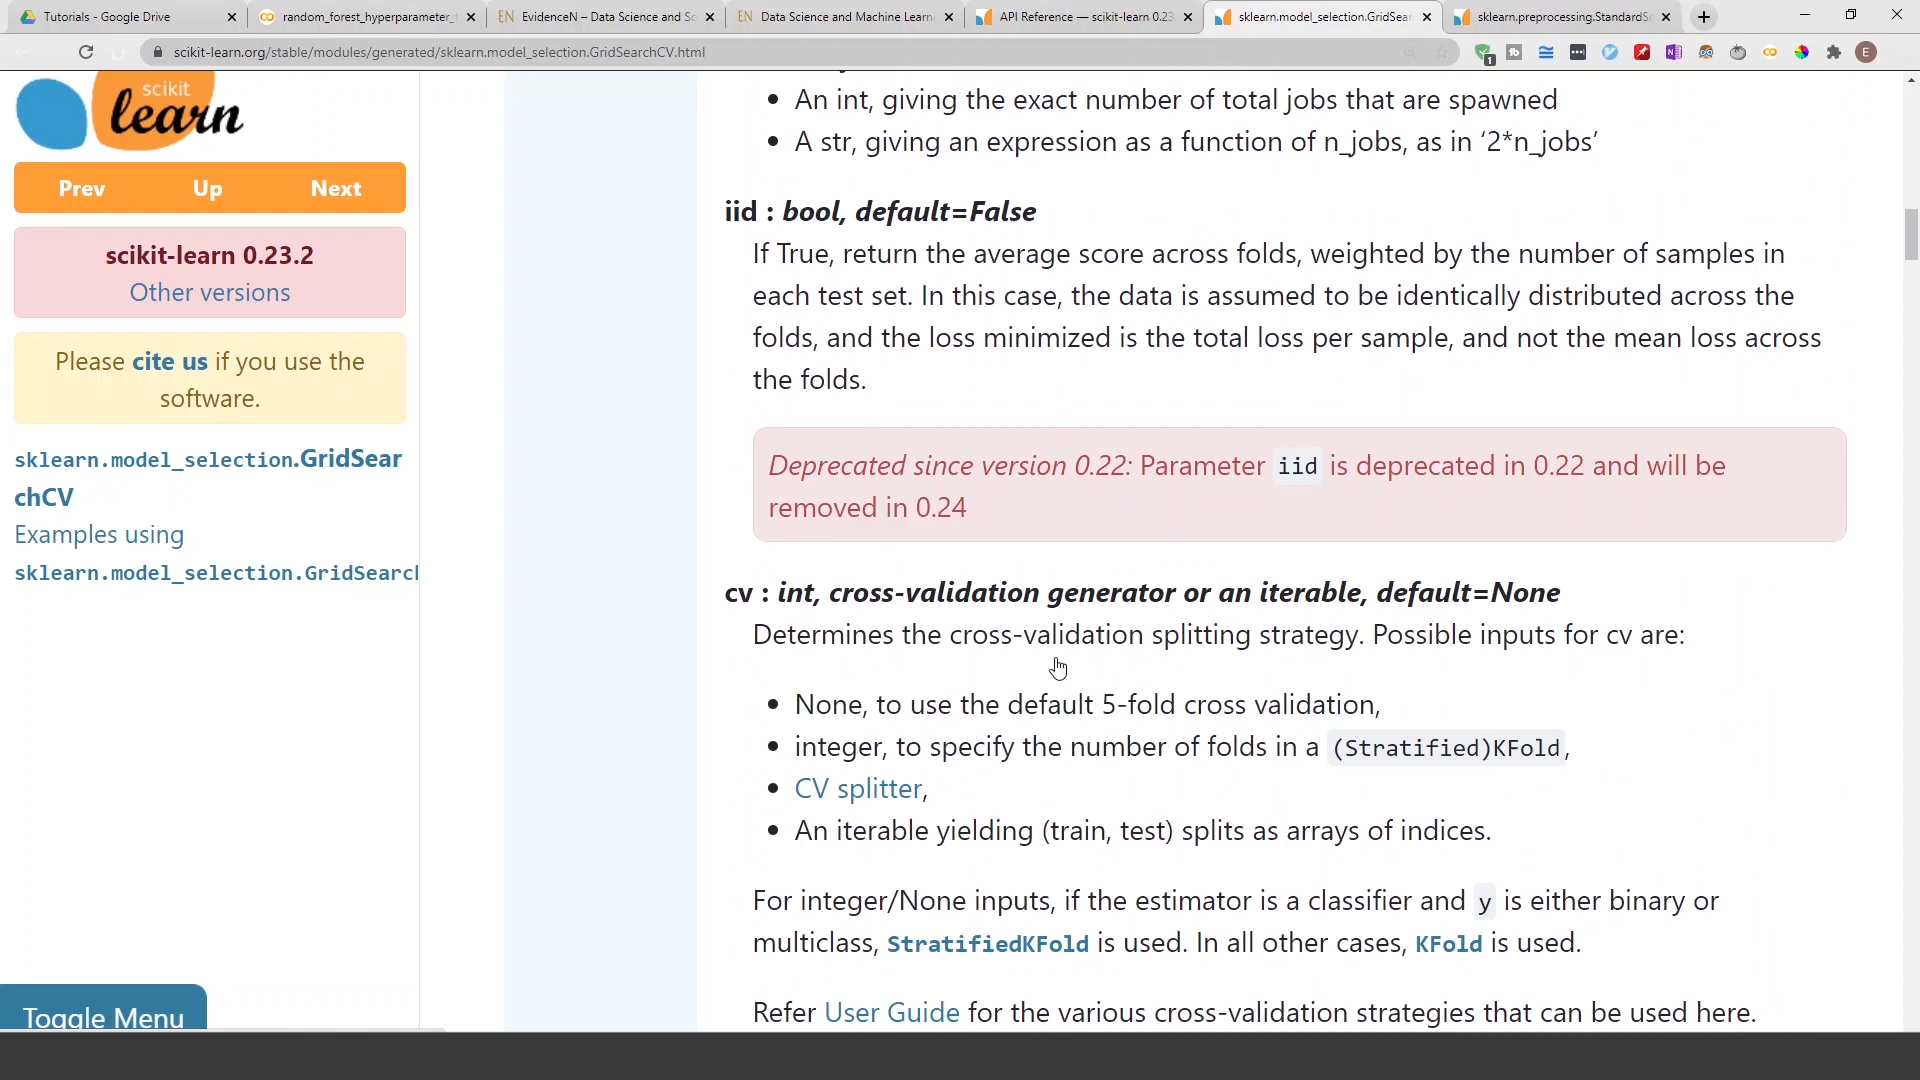 Tutorials - Google Drive
random_forest_hyperparameter_
EN EvidenceN – Data Science and So
EN Data Science and Machine Learni
API Reference — scikit-learn 0.23
sklearn.model_selection.GridSear
sklearn.preprocessing.StandardS
scikit-learn.org/stable/modules/generated/sklearn.model_selection.GridSearchCV.html
1
E
scikit
learn
Prev Up Next
scikit-learn 0.23.2
Other versions
Please cite us if you use the
software.
sklearn.model_selection.GridSear
chCV
Examples using
sklearn.model_selection.GridSearch
Toggle Menu
• An int, giving the exact number of total jobs that are spawned
• A str, giving an expression as a function of n_jobs, as in ‘2*n_jobs’
iid : bool, default=False
If True, return the average score across folds, weighted by the number of samples in
each test set. In this case, the data is assumed to be identically distributed across the
folds, and the loss minimized is the total loss per sample, and not the mean loss across
the folds.
Deprecated since version 0.22: Parameter iid is deprecated in 0.22 and will be
removed in 0.24
cv : int, cross-validation generator or an iterable, default=None
Determines the cross-validation splitting strategy. Possible inputs for cv are:
• None, to use the default 5-fold cross validation,
• integer, to specify the number of folds in a (Stratified)KFold,
• CV splitter,
• An iterable yielding (train, test) splits as arrays of indices.
For integer/None inputs, if the estimator is a classifier and y is either binary or
multiclass, StratifiedKFold is used. In all other cases, KFold is used.
Refer User Guide for the various cross-validation strategies that can be used here.